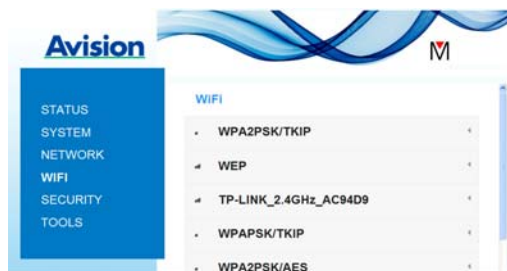 Avision
M
STATUS
SYSTEM
NETWORK
WIFI
SECURITY
TOOLS
WiFi
WPA2PSK/TKIP
WEP
TP-LINK_2.4GHz_AC94D9
WPAPSK/TKIP
WPA2PSK/AES